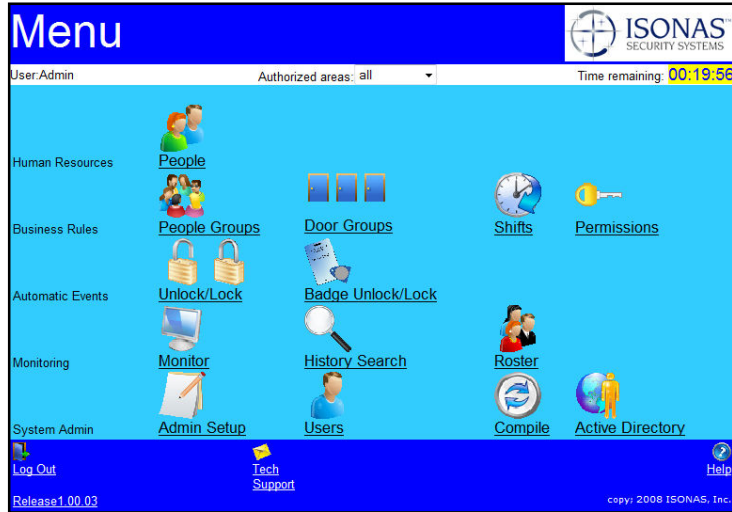 Menu
ISONAS™
SECURITY SYSTEMS
User:Admin
Authorized areas: all
Time remaining: 00:19:56
Human Resources People
Business Rules People Groups Door Groups Shifts Permissions
Automatic Events Unlock/Lock Badge Unlock/Lock
Monitoring Monitor History Search Roster
System Admin Admin Setup Users Compile Active Directory
Log Out
Tech
Support
Help
Release1.00.03
copy; 2008 ISONAS, Inc.